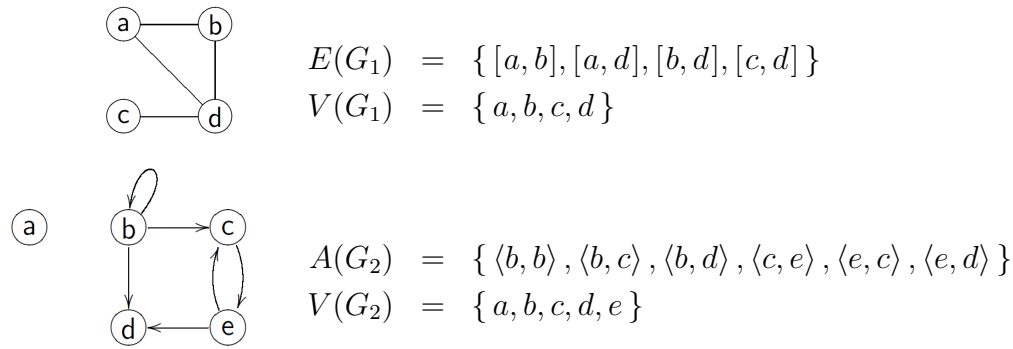 a b
c d
E(G₁) = { [a, b], [a, d], [b, d], [c, d] }
V(G₁) = { a, b, c, d }
a b c
d e
A(G₂) = { ⟨b, b⟩ , ⟨b, c⟩ , ⟨b, d⟩ , ⟨c, e⟩ , ⟨e, c⟩ , ⟨e, d⟩ }
V(G₂) = { a, b, c, d, e }